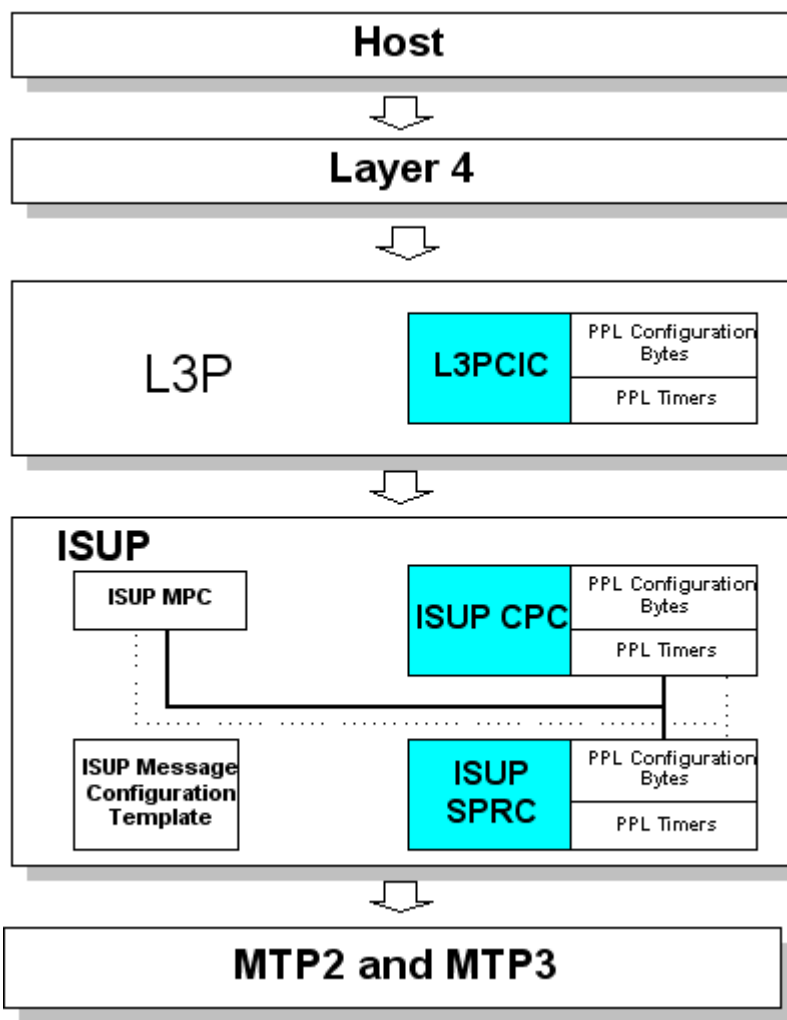 Host
Layer 4
L3P
L3PCIC
PPL Configuration
Bytes
PPL Timers
ISUP
ISUP MPC
ISUP CPC
PPL Configuration
Bytes
PPL Timers
ISUP Message
Configuration
Template
ISUP
SPRC
PPL Configuration
Bytes
PPL Timers
MTP2 and MTP3